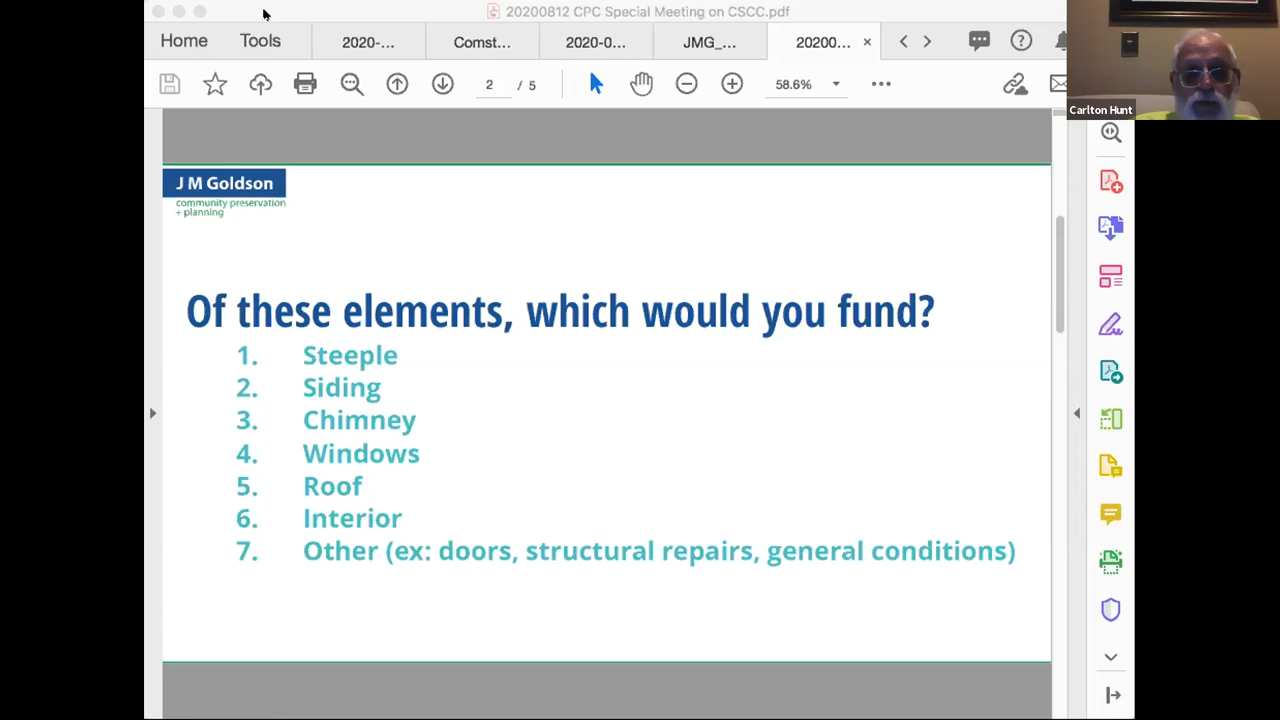 20200812 CPC Special Meeting on CSCC.pdf
Home Tools 2020-... Comst... 2020-0... JMG_... 20200...
2 / 5 58.6%
Carlton Hunt
J M Goldson
community preservation
+ planning
Of these elements, which would you fund?
1. Steeple
2. Siding
3. Chimney
4. Windows
5. Roof
6. Interior
7. Other (ex: doors, structural repairs, general conditions)